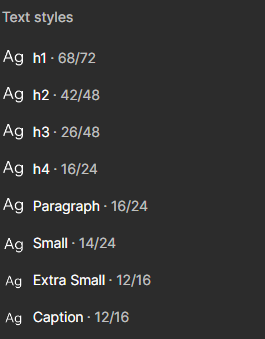 Text styles
Ag h1 · 68/72
Ag h2 · 42/48
Ag h3 · 26/48
Ag h4 · 16/24
Ag Paragraph · 16/24
Ag Small · 14/24
Ag Extra Small · 12/16
Ag Caption · 12/16